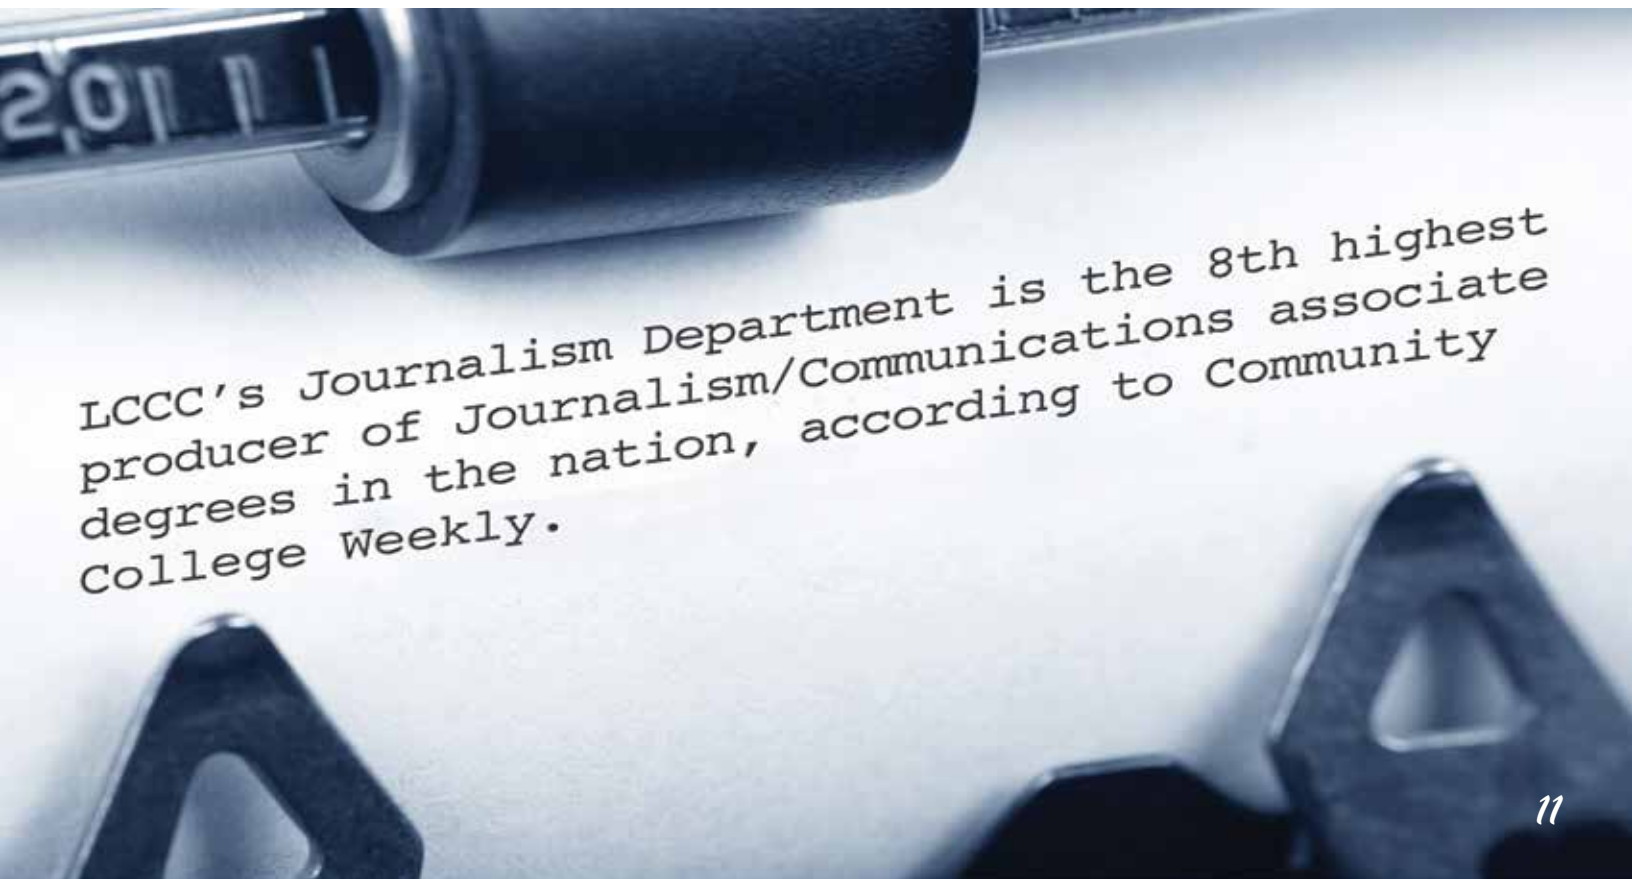 20
LCCC's Journalism Department is the 8th highest
producer of Journalism/Communications associate
degrees in the nation, according to Community
College Weekly.
11